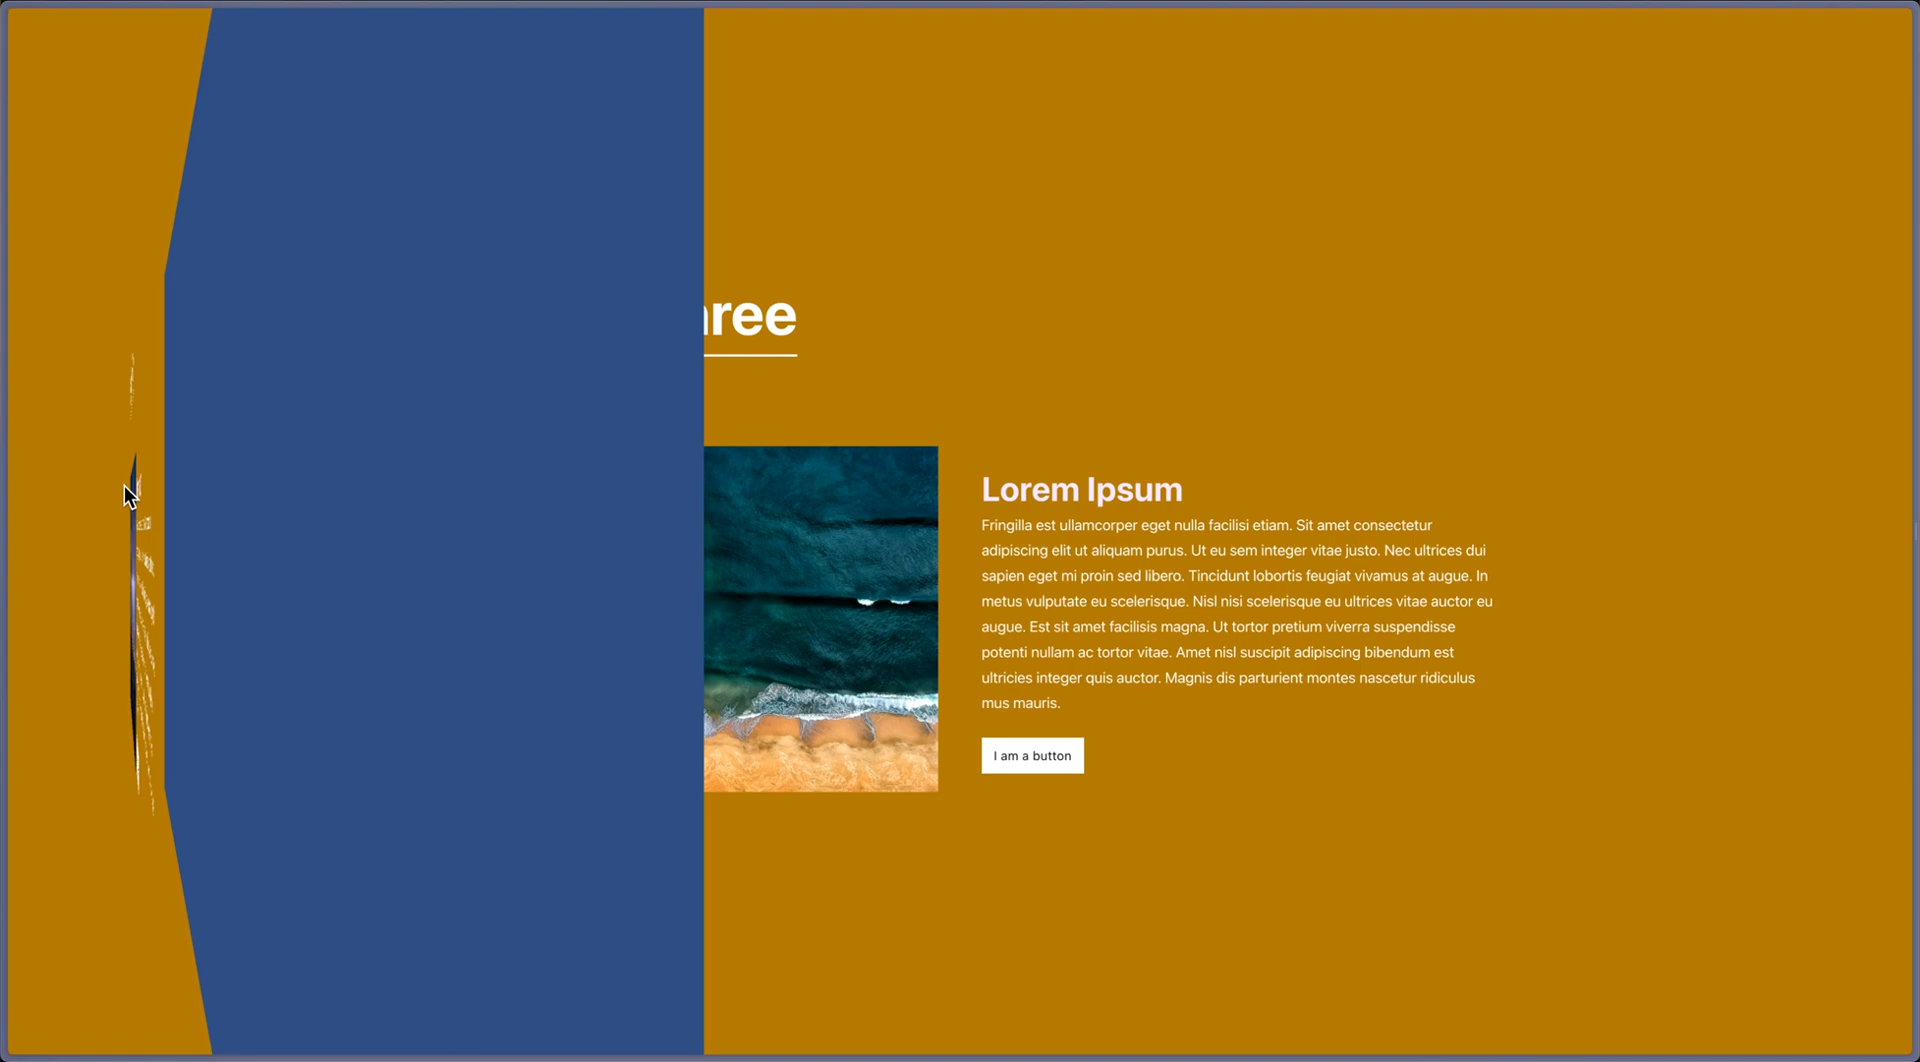 ree
Lorem Ipsum
Fringilla est ullamcorper eget nulla facilisi etiam. Sit amet consectetur
adipiscing elit ut aliquam purus. Ut eu sem integer vitae justo. Nec ultrices dui
sapien eget mi proin sed libero. Tincidunt lobortis feugiat vivamus at augue. In
metus vulputate eu scelerisque. Nisl nisi scelerisque eu ultrices vitae auctor eu
augue. Est sit amet facilisis magna. Ut tortor pretium viverra suspendisse
potenti nullam ac tortor vitae. Amet nisl suscipit adipiscing bibendum est
ultricies integer quis auctor. Magnis dis parturient montes nascetur ridiculus
mus mauris.
I am a button